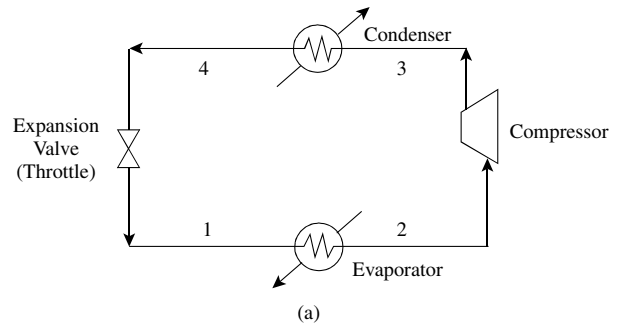 Condenser
4
3
Expansion
Valve
(Throttle)
Compressor
1
2
Evaporator
(a)